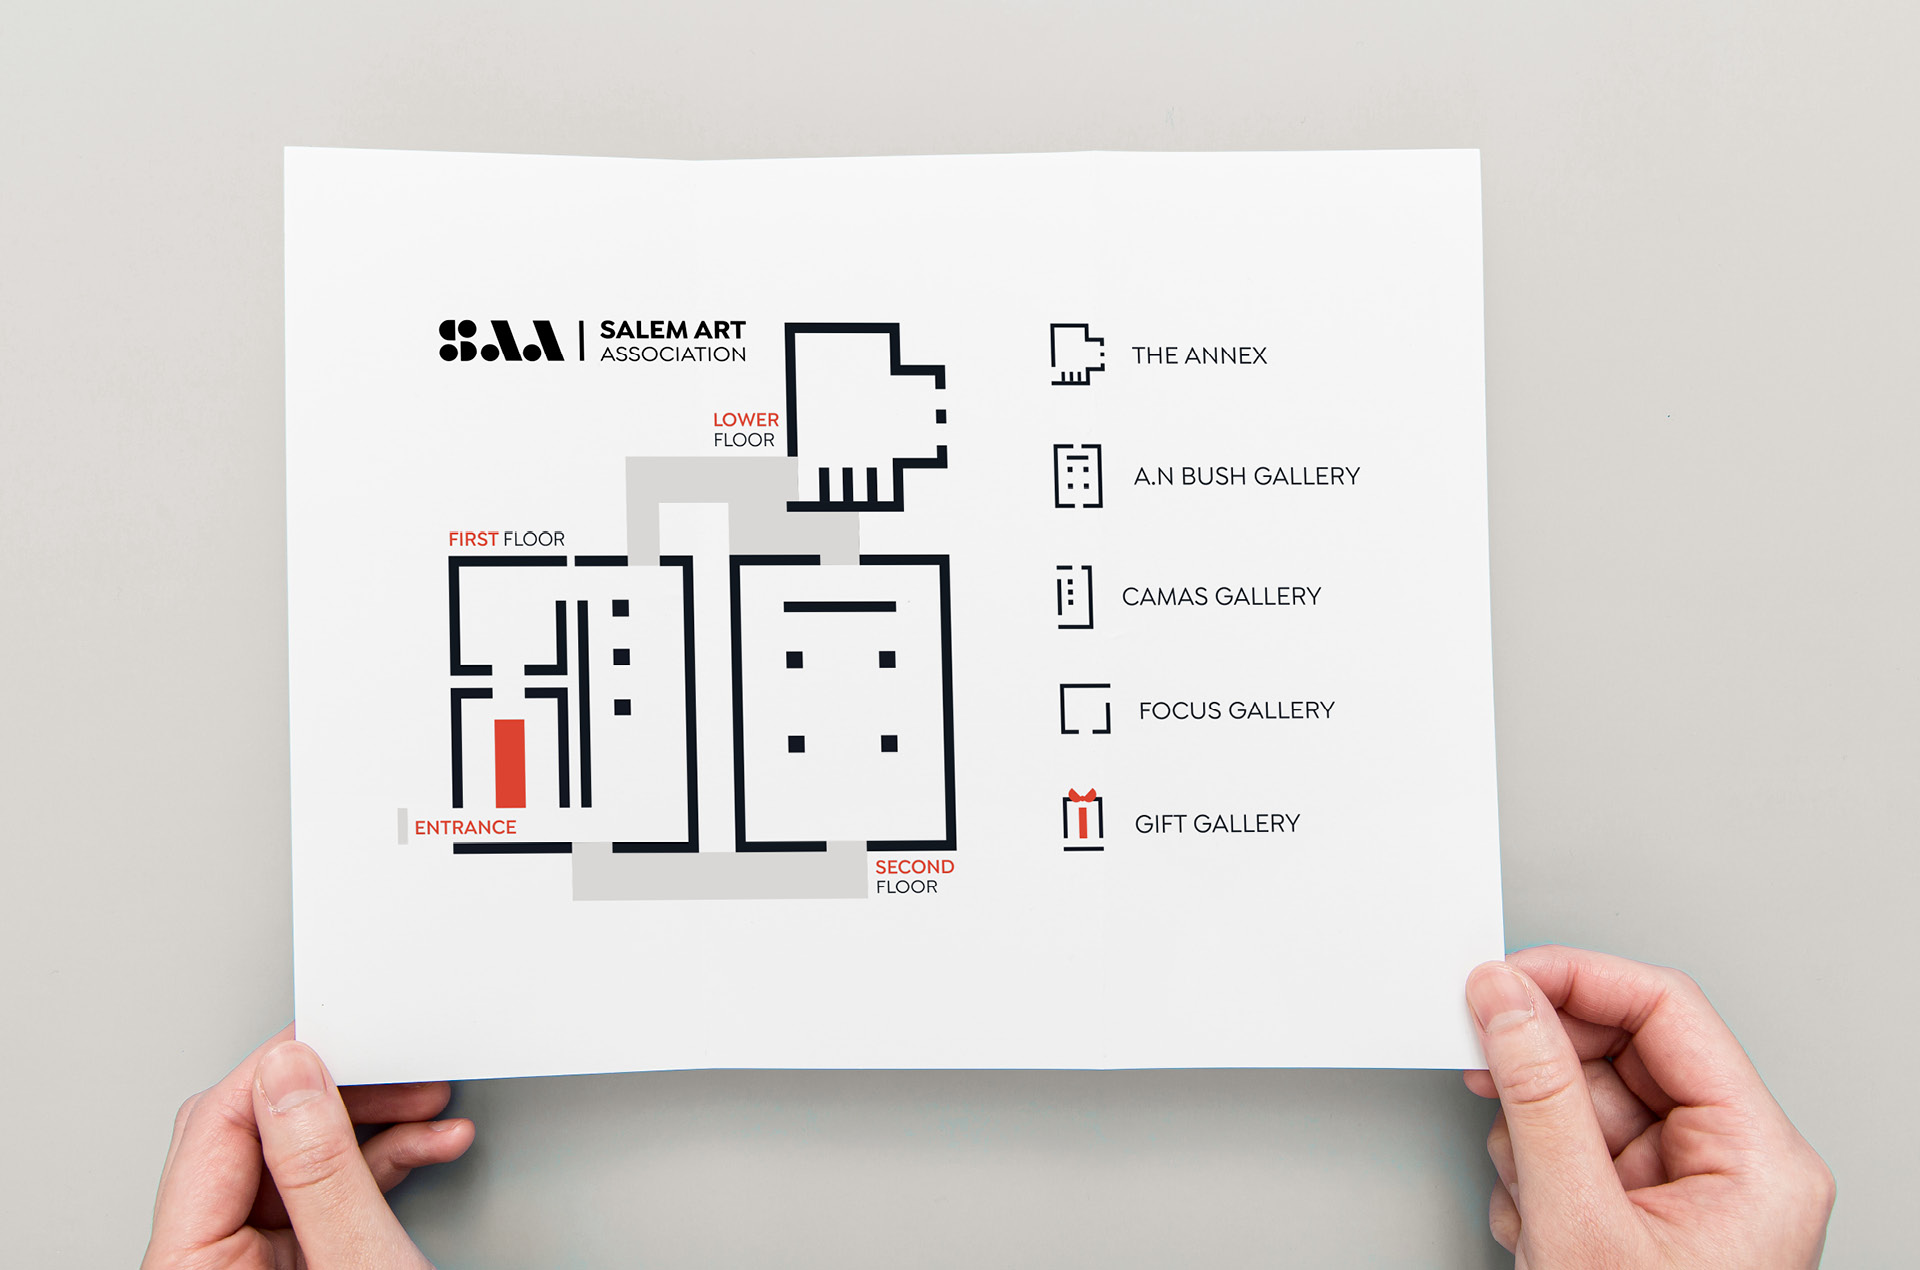 SAA | SALEM ART
ASSOCIATION
LOWER
FLOOR
FIRST FLOOR
ENTRANCE
SECOND
FLOOR
THE ANNEX
A.N BUSH GALLERY
CAMAS GALLERY
FOCUS GALLERY
GIFT GALLERY